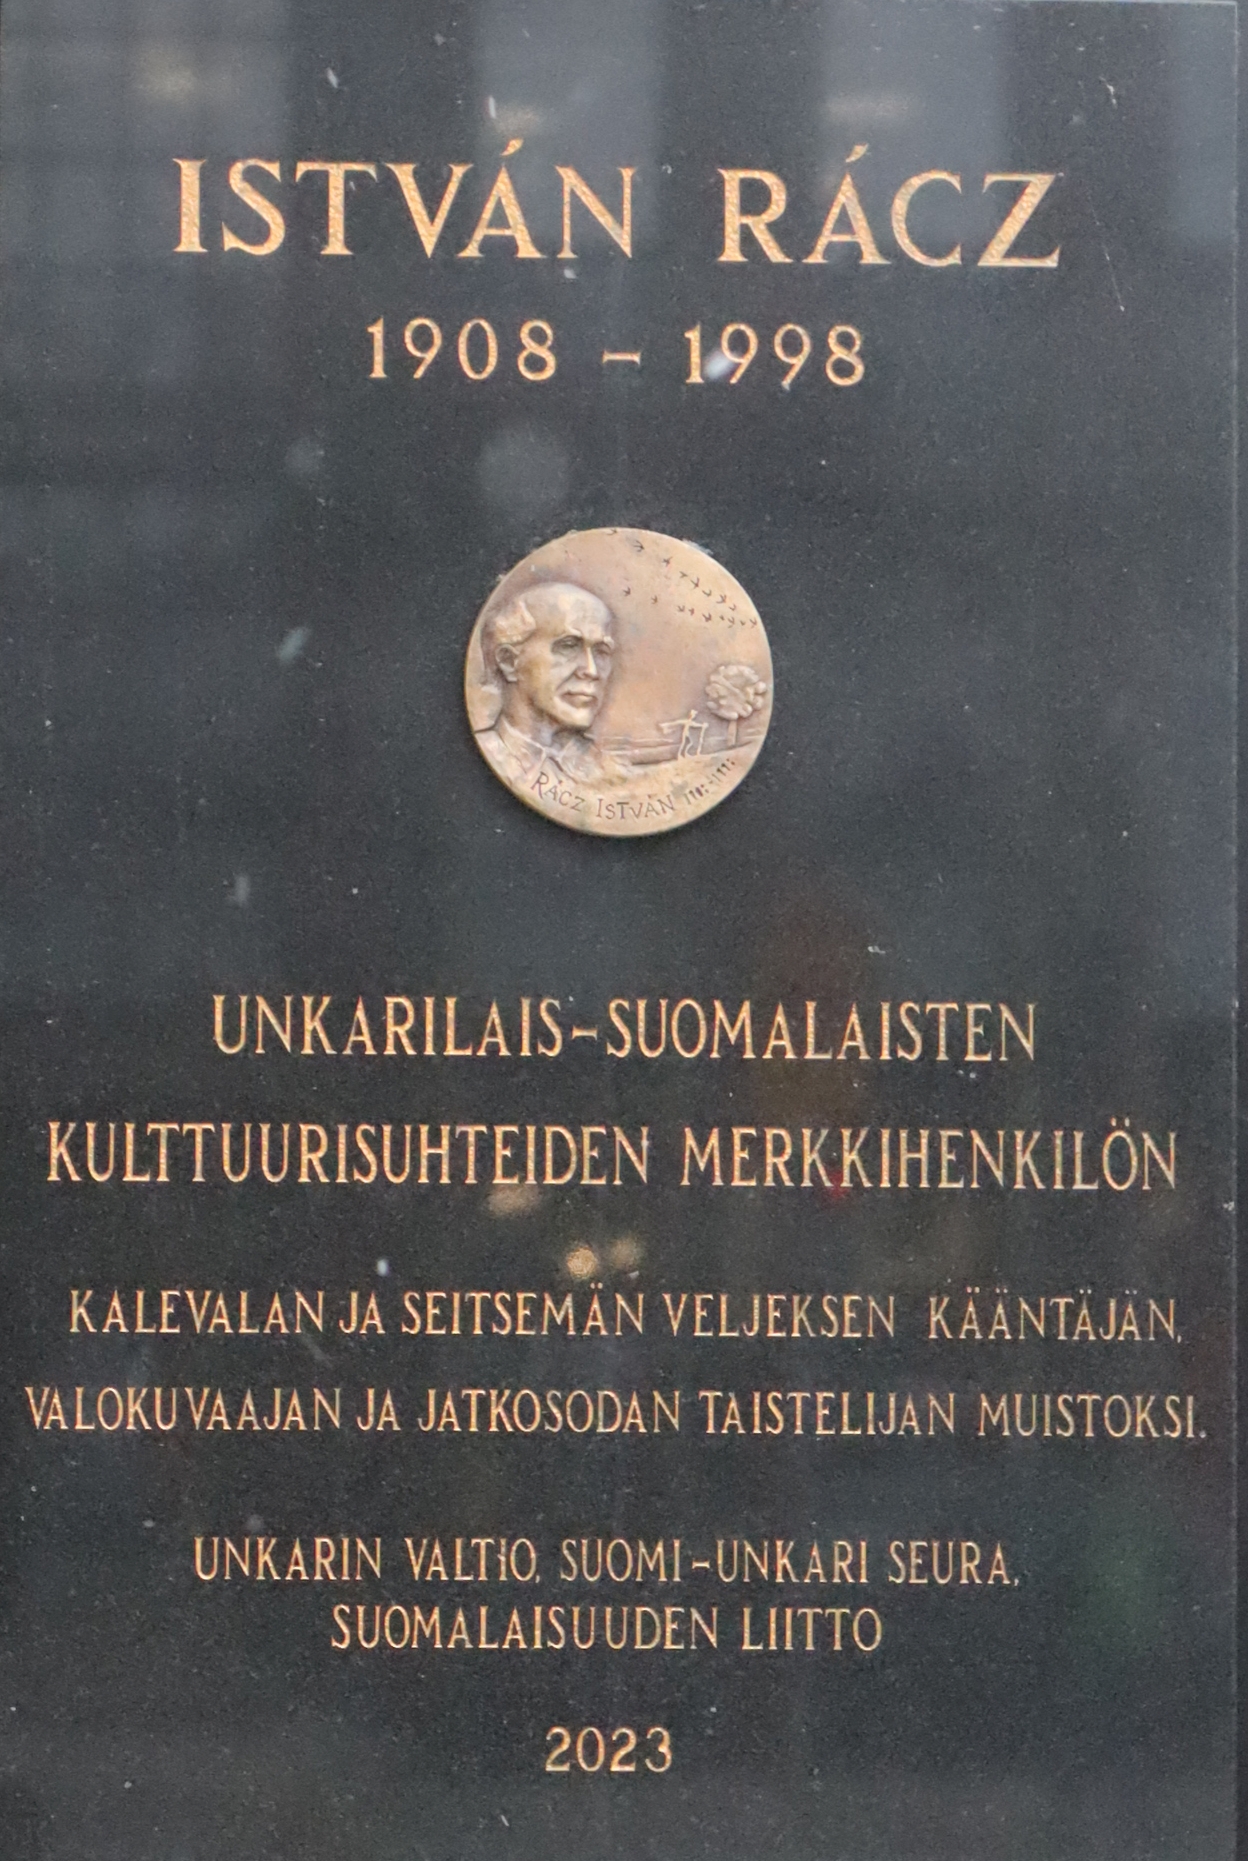 ISTVÁN RÁCZ
1908 – 1998
RÁCZ ISTVÁN
UNKARILAIS-SUOMALAISTEN
KULTTUURISUHTEIDEN MERKKIHENKILÖN
KALEVALAN JA SEITSEMÄN VELJEKSEN KÄÄNTÄJÄN,
VALOKUVAAJAN JA JATKOSODAN TAISTELIJAN MUISTOKSI.
UNKARIN VALTIO, SUOMI-UNKARI SEURA,
SUOMALAISUUDEN LIITTO
2023